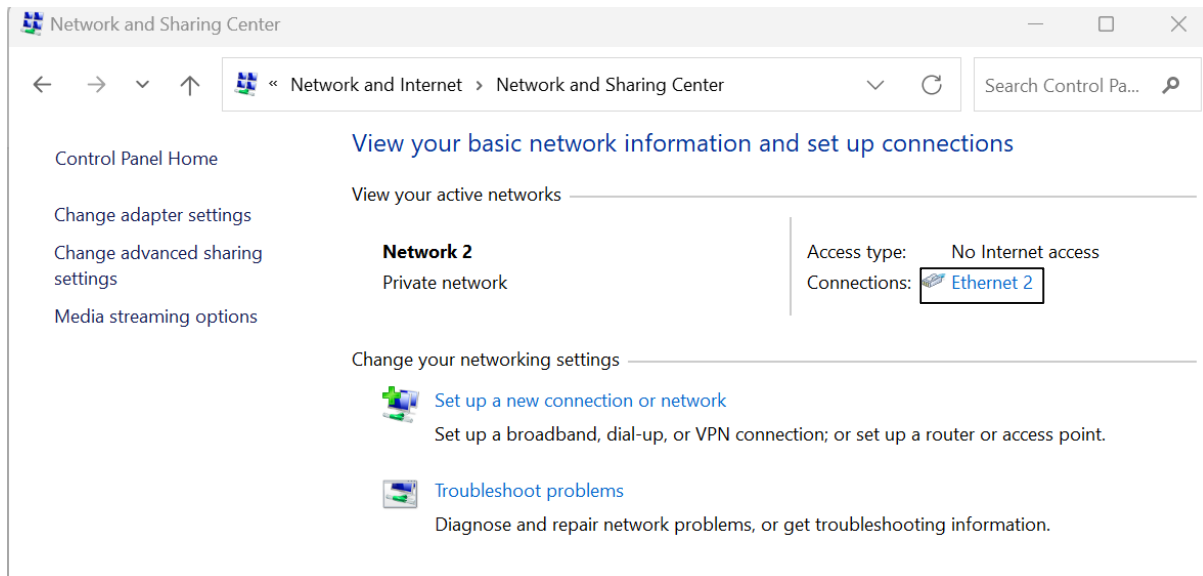 Network and Sharing Center
« Network and Internet > Network and Sharing Center
Search Control Pa...
Control Panel Home
Change adapter settings
Change advanced sharing
settings
Media streaming options
View your basic network information and set up connections
View your active networks
Network 2
Private network
Access type: No Internet access
Connections: Ethernet 2
Change your networking settings
Set up a new connection or network
Set up a broadband, dial-up, or VPN connection; or set up a router or access point.
Troubleshoot problems
Diagnose and repair network problems, or get troubleshooting information.